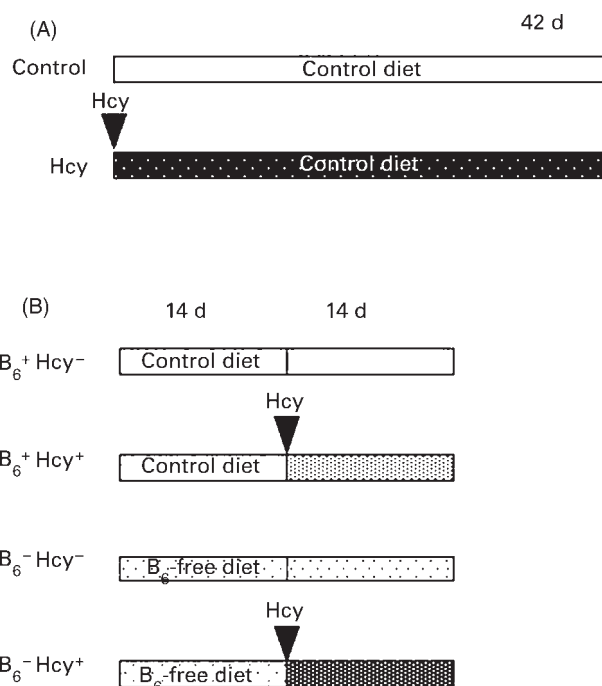 (A)
42 d
Control
Control diet
Hcy
Hcy
Control diet
(B)
14 d
14 d
B₆⁺ Hcy⁻
Control diet
Hcy
B₆⁺ Hcy⁺
Control diet
B₆⁻ Hcy⁻
B₆-free diet
Hcy
B₆⁻ Hcy⁺
B₆-free diet